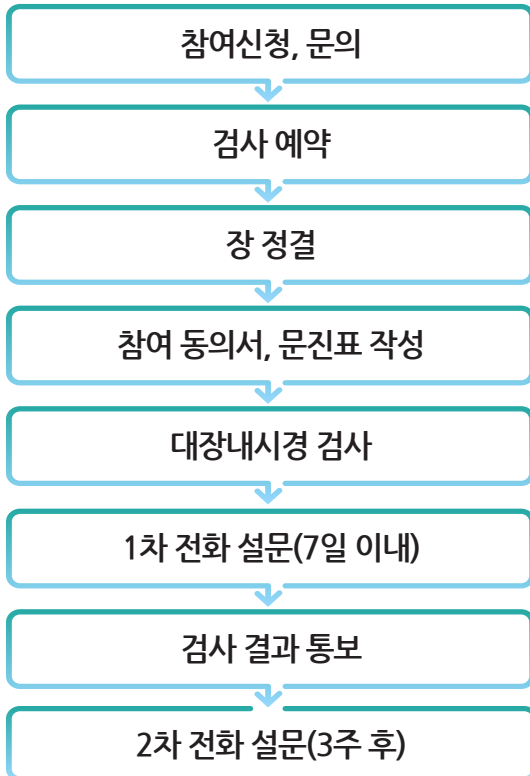 참여신청, 문의
검사 예약
장 정결
참여 동의서, 문진표 작성
대장내시경 검사
1차 전화 설문(7일 이내)
검사 결과 통보
2차 전화 설문(3주 후)